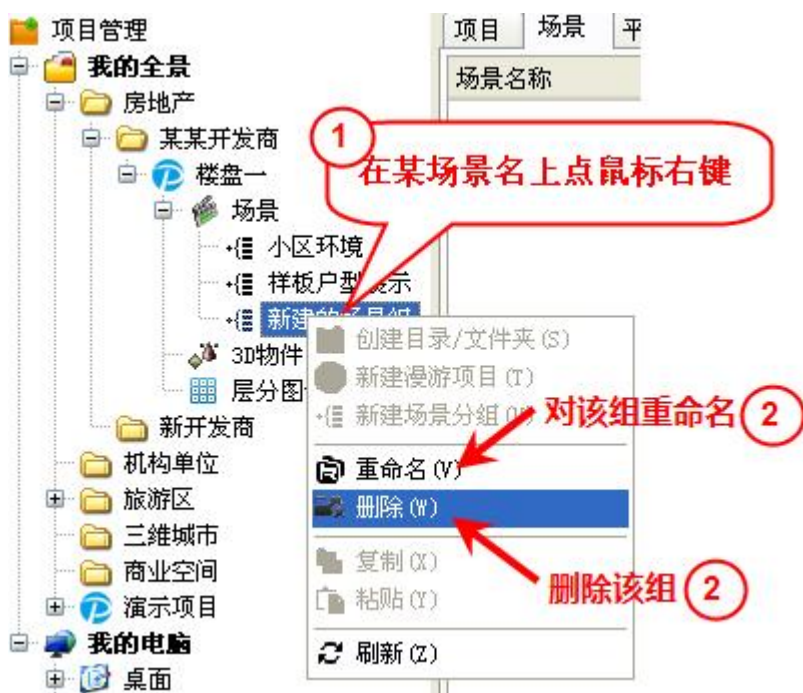 项目管理
我的全景
房地产
某某开发商
楼盘一
场景
小区环境
样板户型展示
3D物件
层分图
新开发商
机构单位
旅游区
三维城市
商业空间
演示项目
我的电脑
桌面
项目
场景
平
场景名称
1
在某场景名上点鼠标右键
创建目录/文件夹(S)
新建漫游项目(T)
新建场景分组
对该组重命名 2
重命名(V)
删除(W)
复制(X)
粘贴(Y)
删除该组 2
刷新(Z)